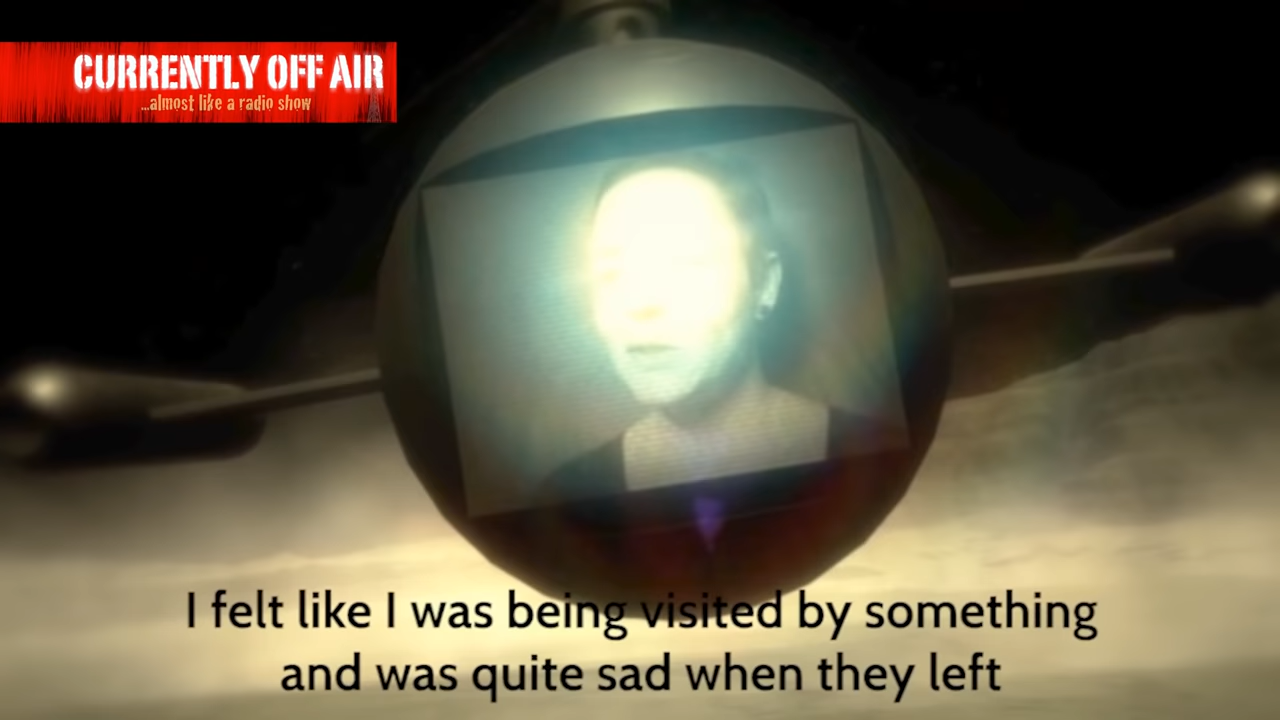 CURRENTLY OFF AIR
...almost like a radio show
I felt like I was being visited by something
and was quite sad when they left